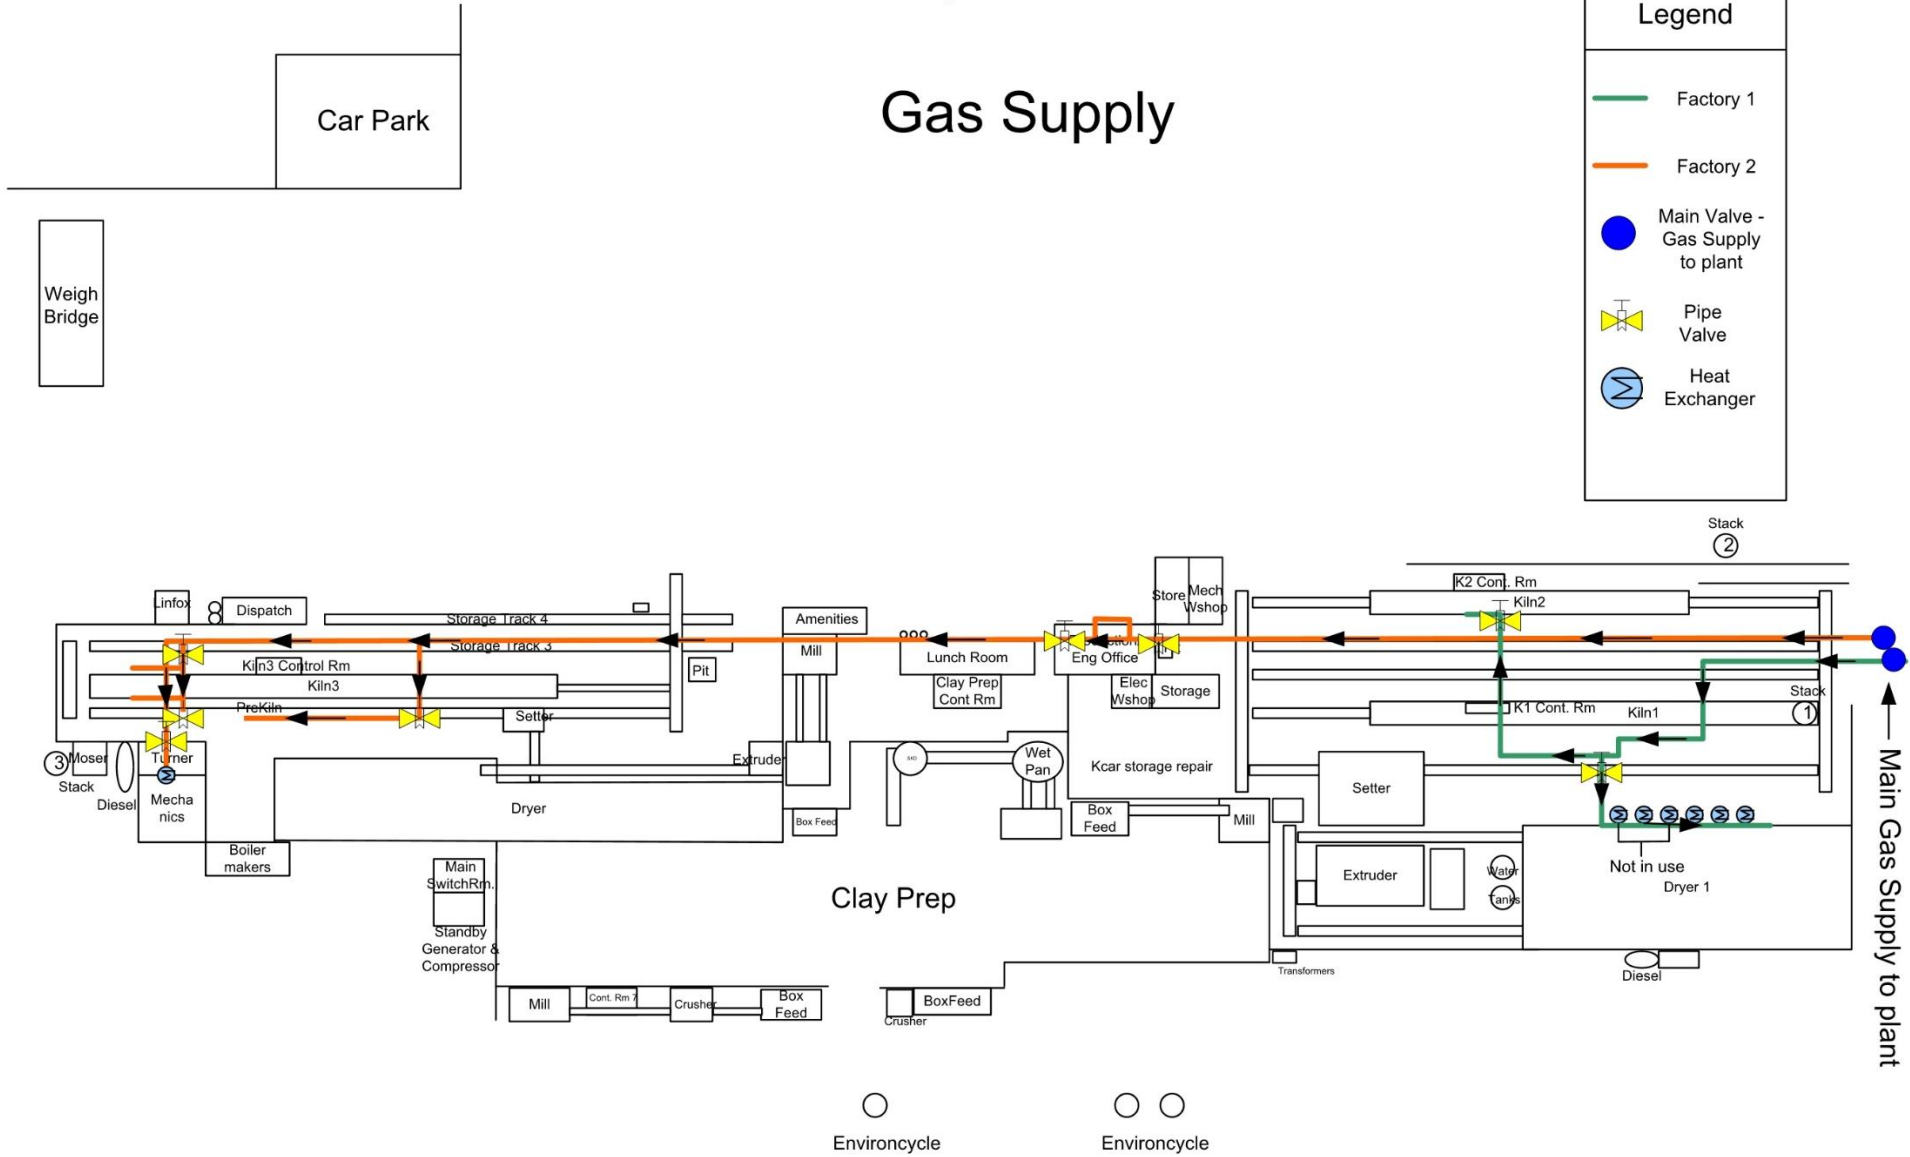 Legend
Factory 1
Factory 2
Main Valve -
Gas Supply
to plant
Pipe
Valve
Heat
Exchanger
Gas Supply
Car Park
Weigh
Bridge
Stack
2
Linfox
Dispatch
Storage Track 4
Storage Track 3
Kiln3 Control Rm
Kiln3
PreKiln
Setter
Pit
Amenities
Mill
Lunch Room
Clay Prep
Cont Rm
Eng Office
Elec
Wshop
Storage
Store
Mech
Wshop
K2 Cont. Rm
Kiln2
K1 Cont. Rm
Kiln1
Stack
1
3
Stack
Moser
Diesel
Turner
Mecha
nics
Boiler
makers
Extruder
Dryer
Box Feed
Wet
Pan
Kcar storage repair
Box
Feed
Mill
Setter
Extruder
Water
Tanks
Not in use
Dryer 1
Diesel
Transformers
Main
SwitchRm.
Standby
Generator &
Compressor
Clay Prep
Mill
Cont. Rm 7
Crusher
Box
Feed
BoxFeed
Crusher
Environcycle
Environcycle
Main Gas Supply to plant